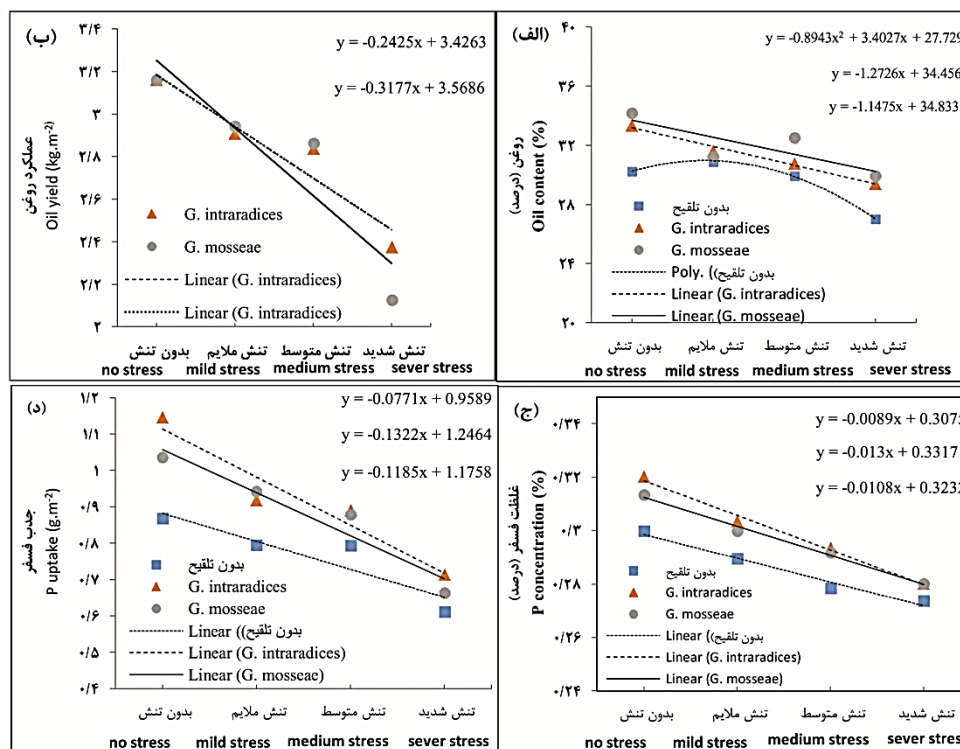 (ب)
عملکرد روغن
Oil yield (kg.m⁻²)
۳/۴
۳/۲
۳
۲/۸
۲/۶
۲/۴
۲/۲
۲
y = -0.2425x + 3.4263
y = -0.3177x + 3.5686
G. intraradices
G. mosseae
Linear (G. intraradices)
Linear (G. intraradices)
بدون تنش
تنش ملایم
تنش متوسط
تنش شدید
no stress
mild stress
medium stress
sever stress
(الف)
روغن (درصد)
Oil content (%)
۴۰
۳۶
۳۲
۲۸
۲۴
۲۰
y = -0.8943x² + 3.4027x + 27.729
y = -1.2726x + 34.456
y = -1.1475x + 34.833
بدون تلقیح
G. intraradices
G. mosseae
Poly. ((بدون تلقیح
Linear (G. intraradices)
Linear (G. mosseae)
بدون تنش
تنش ملایم
تنش متوسط
تنش شدید
no stress
mild stress
medium stress
sever stress
(د)
جذب فسفر
P uptake (g.m⁻²)
۱/۲
۱/۱
۱
۰/۹
۰/۸
۰/۷
۰/۶
۰/۵
۰/۴
y = -0.0771x + 0.9589
y = -0.1322x + 1.2464
y = -0.1185x + 1.1758
بدون تلقیح
G. intraradices
G. mosseae
Linear ((بدون تلقیح
Linear (G. intraradices)
Linear (G. mosseae)
بدون تنش
تنش ملایم
تنش متوسط
تنش شدید
no stress
mild stress
medium stress
sever stress
(ج)
غلظت فسفر (درصد)
P concentration (%)
۰/۳۴
۰/۳۲
۰/۳
۰/۲۸
۰/۲۶
۰/۲۴
y = -0.0089x + 0.3075
y = -0.013x + 0.3317
y = -0.0108x + 0.3232
بدون تلقیح
G. intraradices
G. mosseae
Linear ((بدون تلقیح
Linear (G. intraradices)
Linear (G. mosseae)
بدون تنش
تنش ملایم
تنش متوسط
تنش شدید
no stress
mild stress
medium stress
sever stress